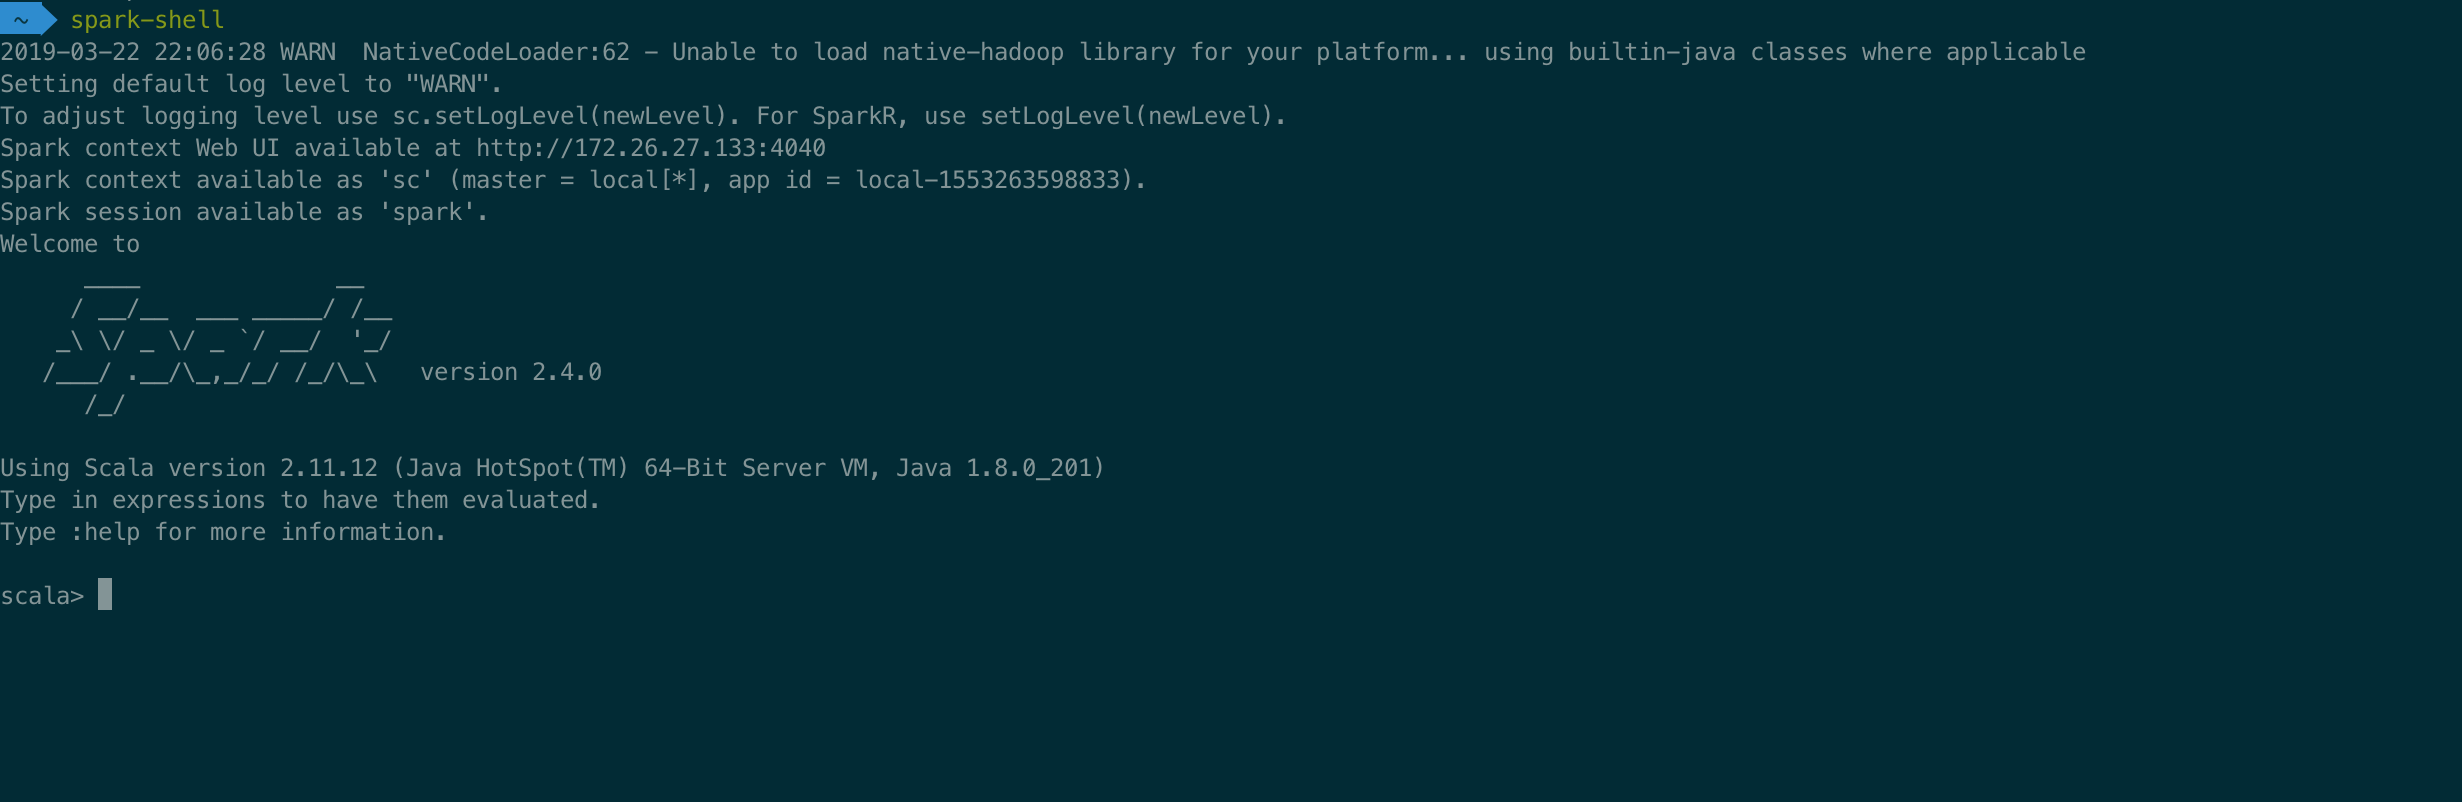 ~ spark-shell
2019-03-22 22:06:28 WARN  NativeCodeLoader:62 - Unable to load native-hadoop library for your platform... using builtin-java classes where applicable
Setting default log level to "WARN".
To adjust logging level use sc.setLogLevel(newLevel). For SparkR, use setLogLevel(newLevel).
Spark context Web UI available at http://172.26.27.133:4040
Spark context available as 'sc' (master = local[*], app id = local-1553263598833).
Spark session available as 'spark'.
Welcome to
      ____              __
     / __/__  ___ _____/ /__
    _\ \/ _ \/ _ `/ __/  '_/
   /___/ .__/\_,_/_/ /_/\_\   version 2.4.0
      /_/
Using Scala version 2.11.12 (Java HotSpot(TM) 64-Bit Server VM, Java 1.8.0_201)
Type in expressions to have them evaluated.
Type :help for more information.
scala>